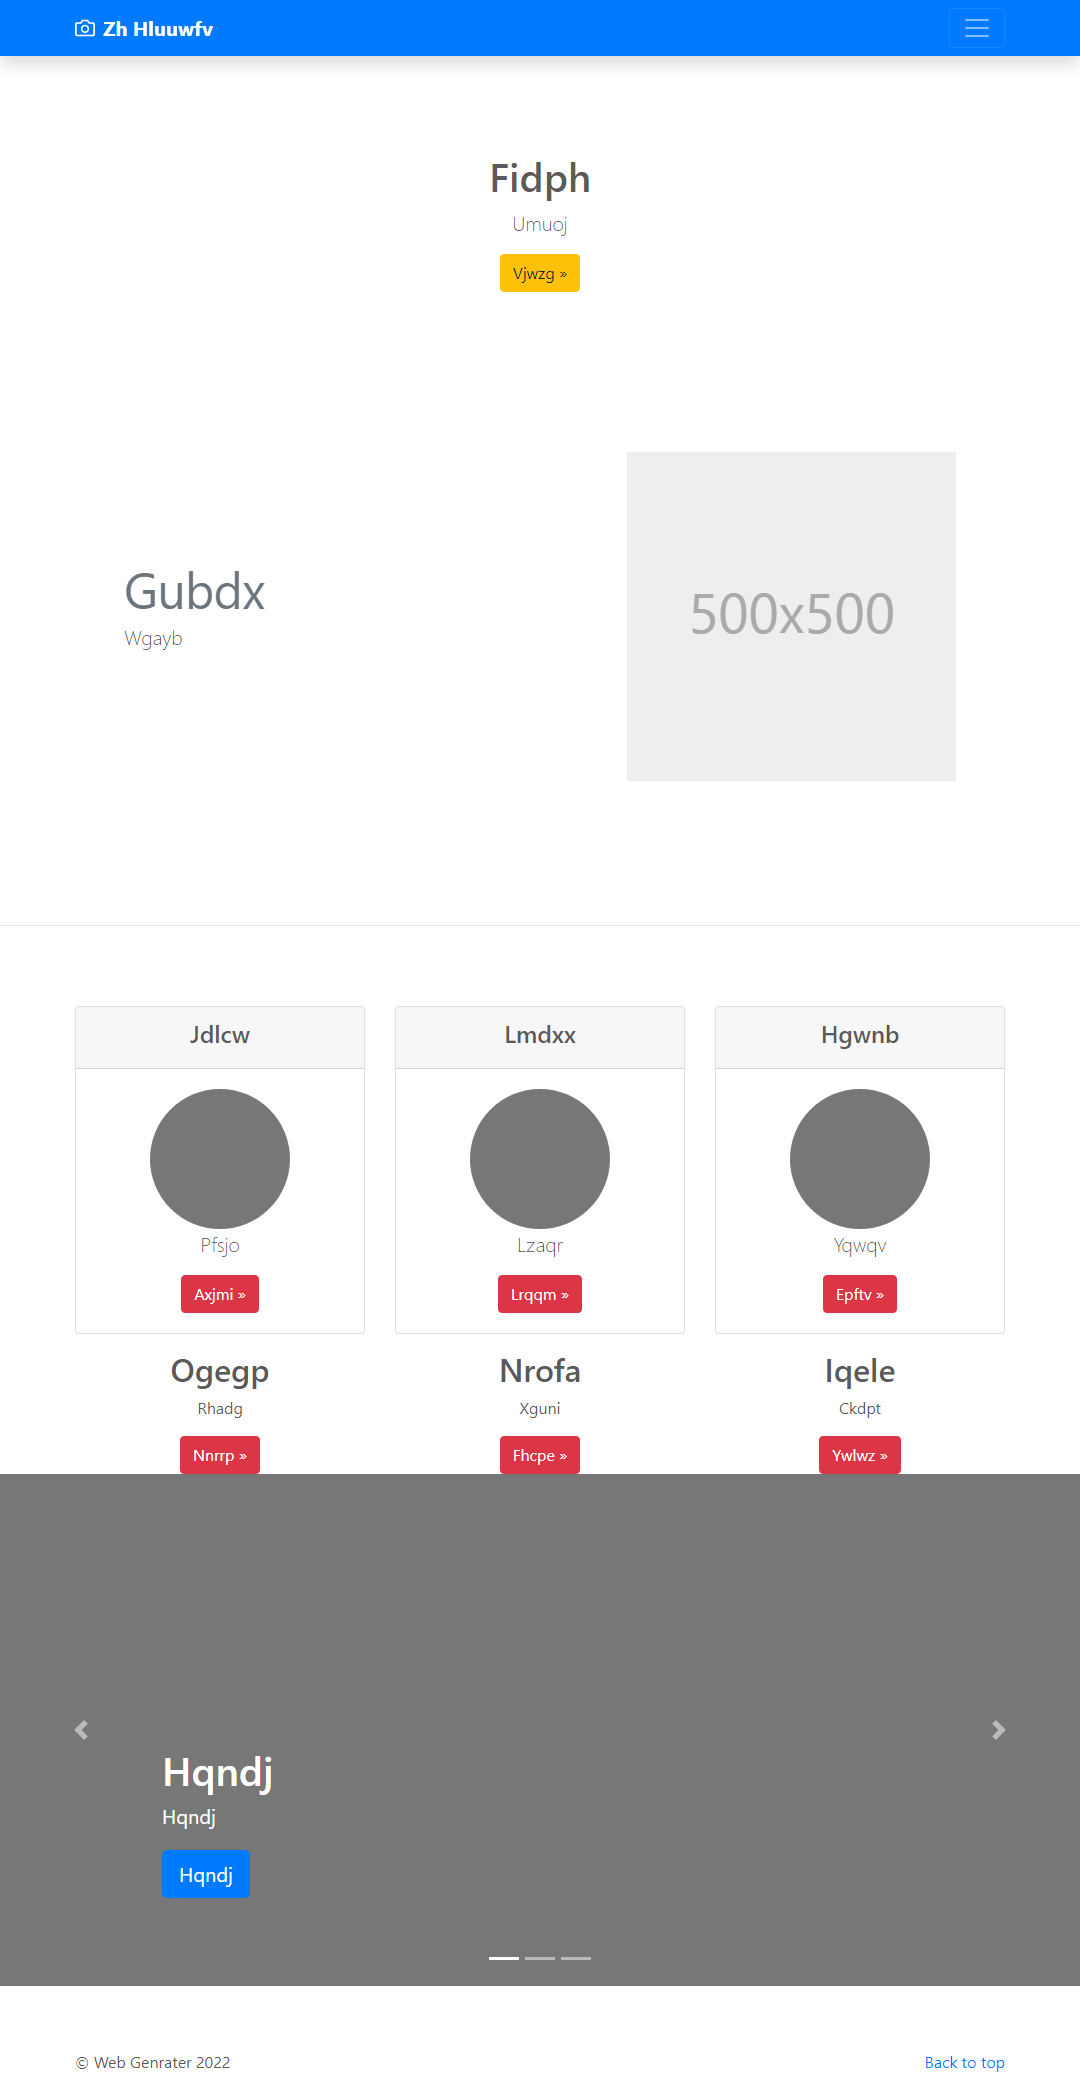 Zh Hluuwfv
Fidph
Umuoj
Vjwzg »
Gubdx
Wgayb
500x500
Jdlcw
Pfsjo
Axjmi »
Lmdxx
Lzaqr
Lrqqm »
Hgwnb
Yqwqv
Epftv »
Ogegp
Rhadg
Nnrrp »
Nrofa
Xguni
Fhcpe »
Iqele
Ckdpt
Ywlwz »
Hqndj
Hqndj
Hqndj
© Web Genrater 2022
Back to top